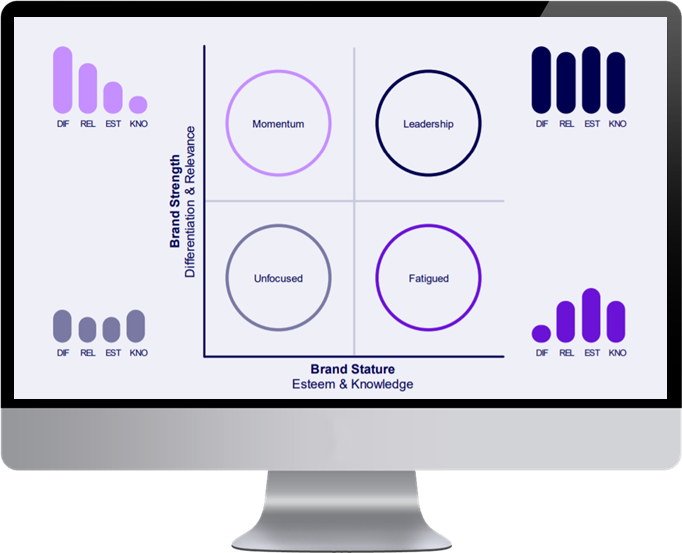 DIF REL EST KNO
DIF REL EST KNO
Momentum
Leadership
Brand Strength
Differentiation & Relevance
Unfocused
Fatigued
DIF REL EST KNO
DIF REL EST KNO
Brand Stature
Esteem & Knowledge